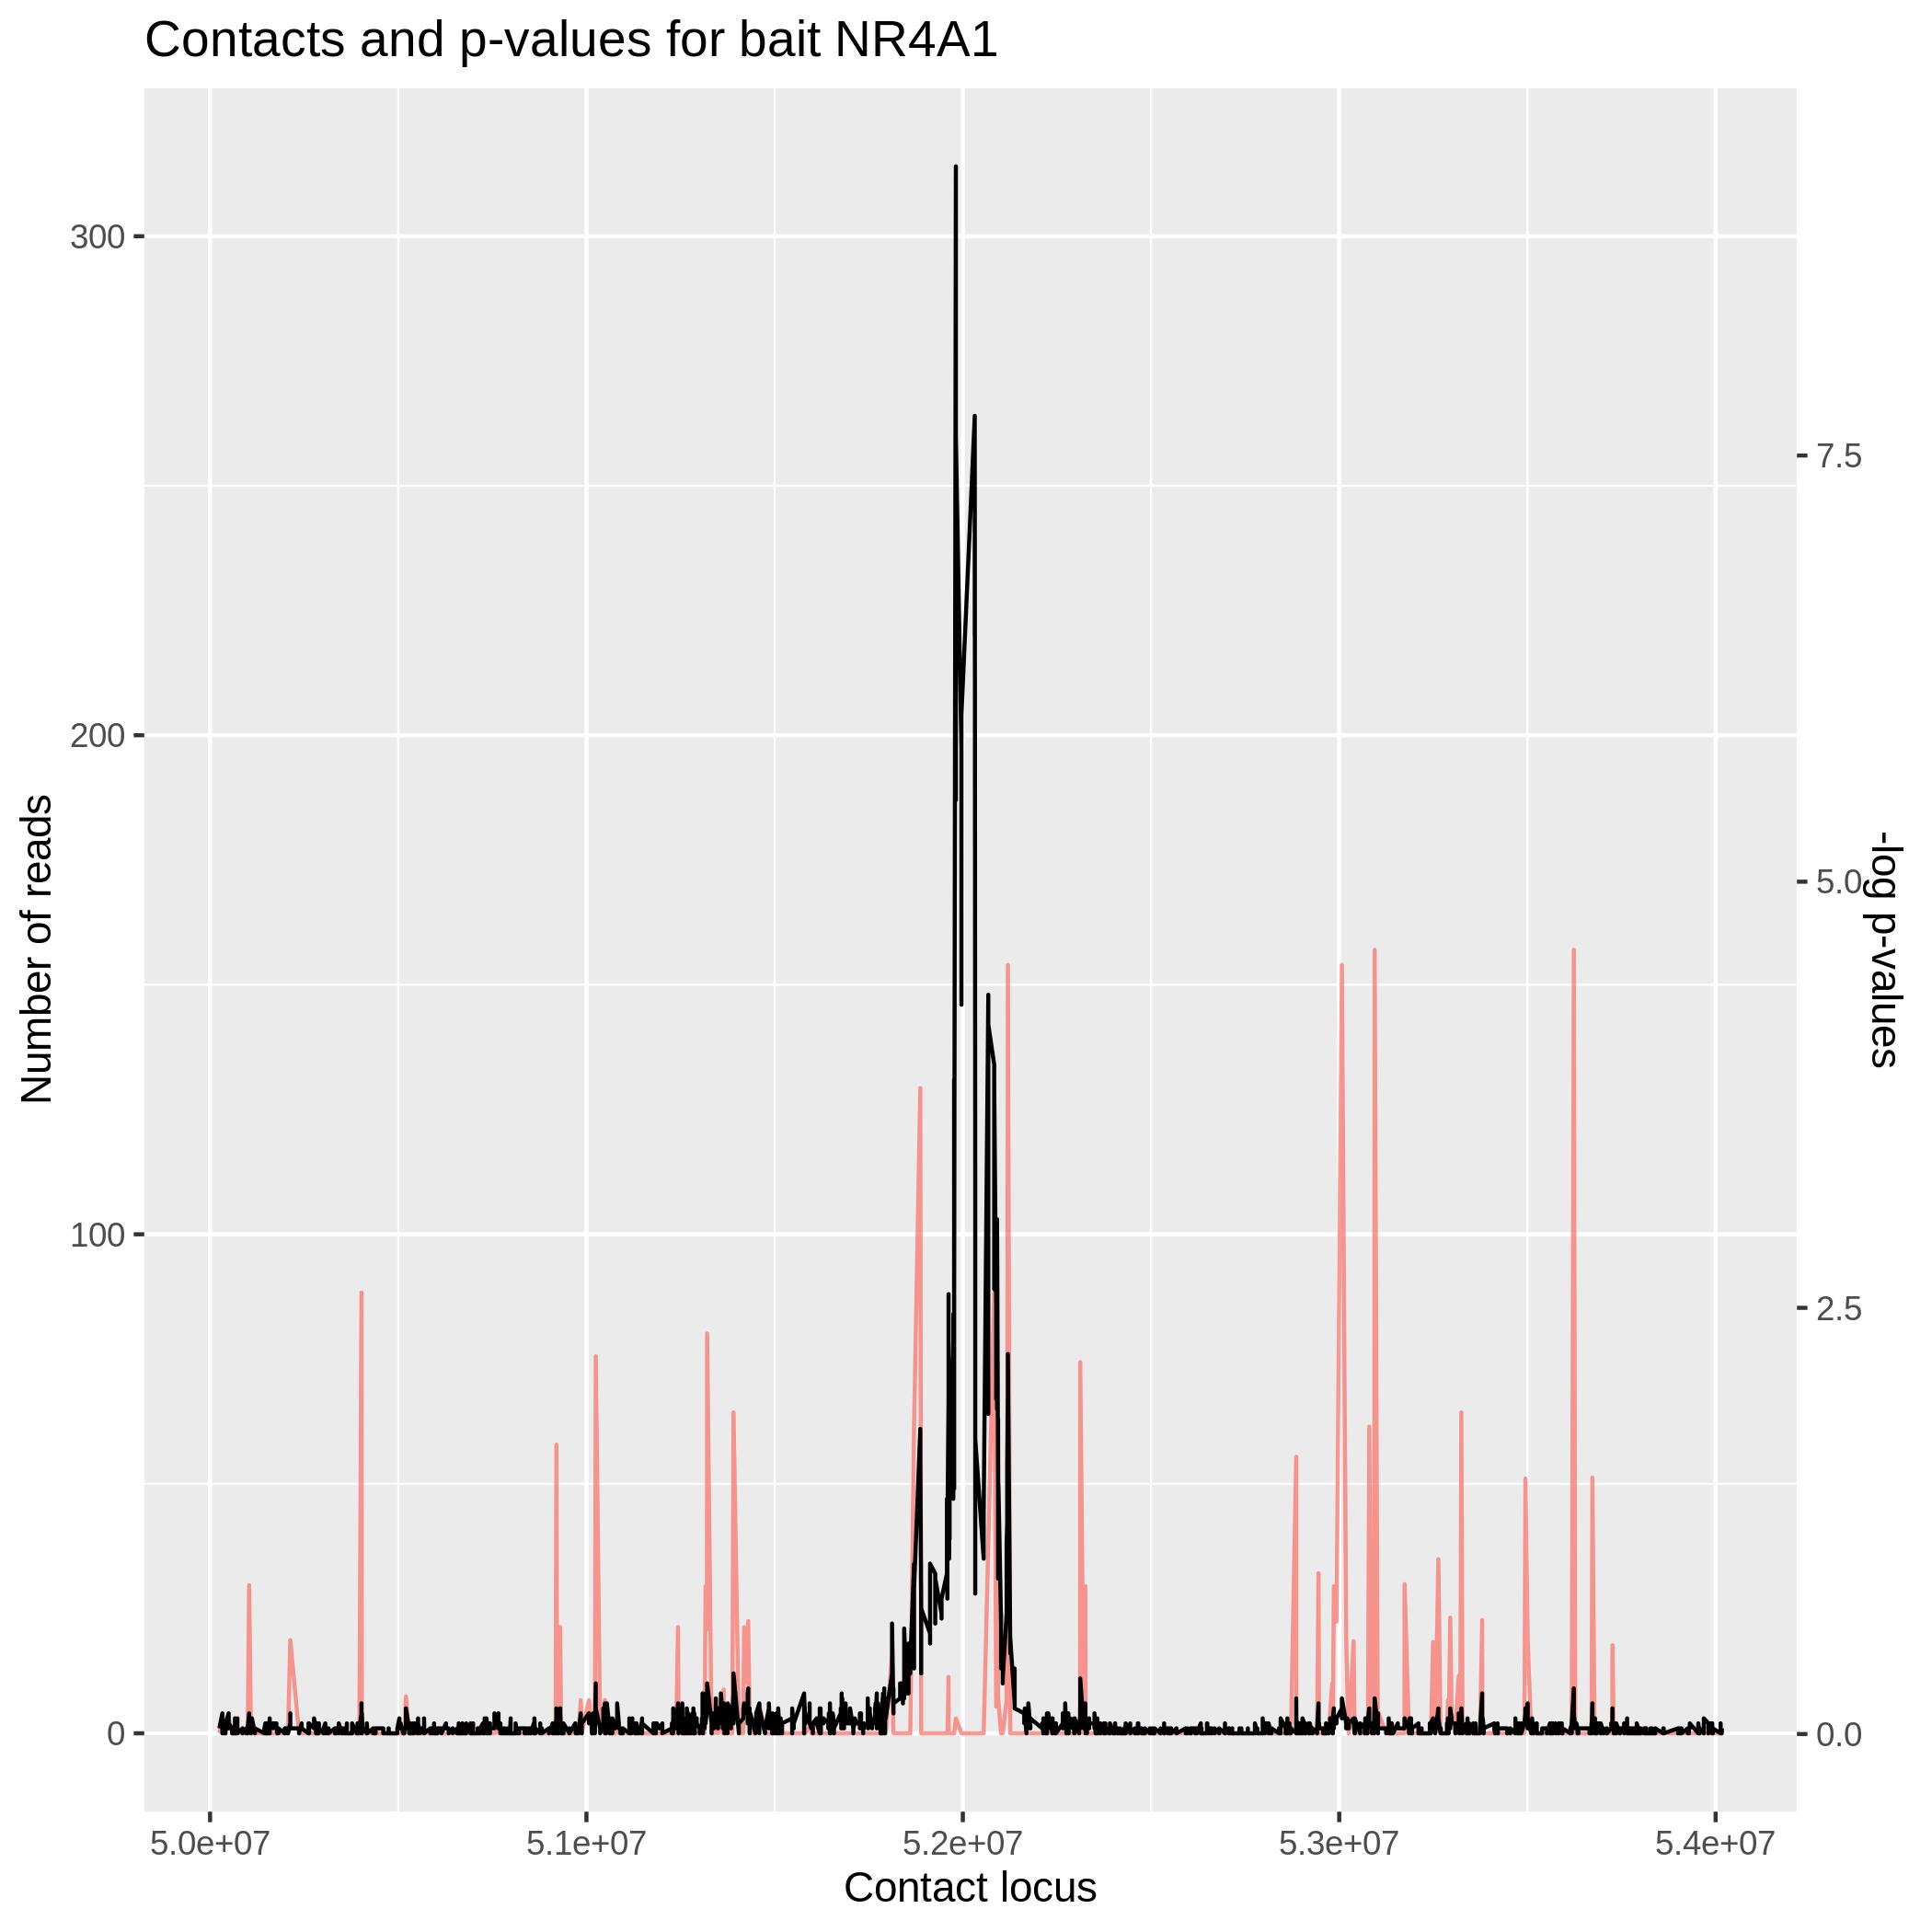 Contacts and p-values for bait NR4A1
300
200
100
0
Number of reads
7.5
5.0
2.5
0.0
-log p-values
5.0e+07 5.1e+07 5.2e+07 5.3e+07 5.4e+07
Contact locus